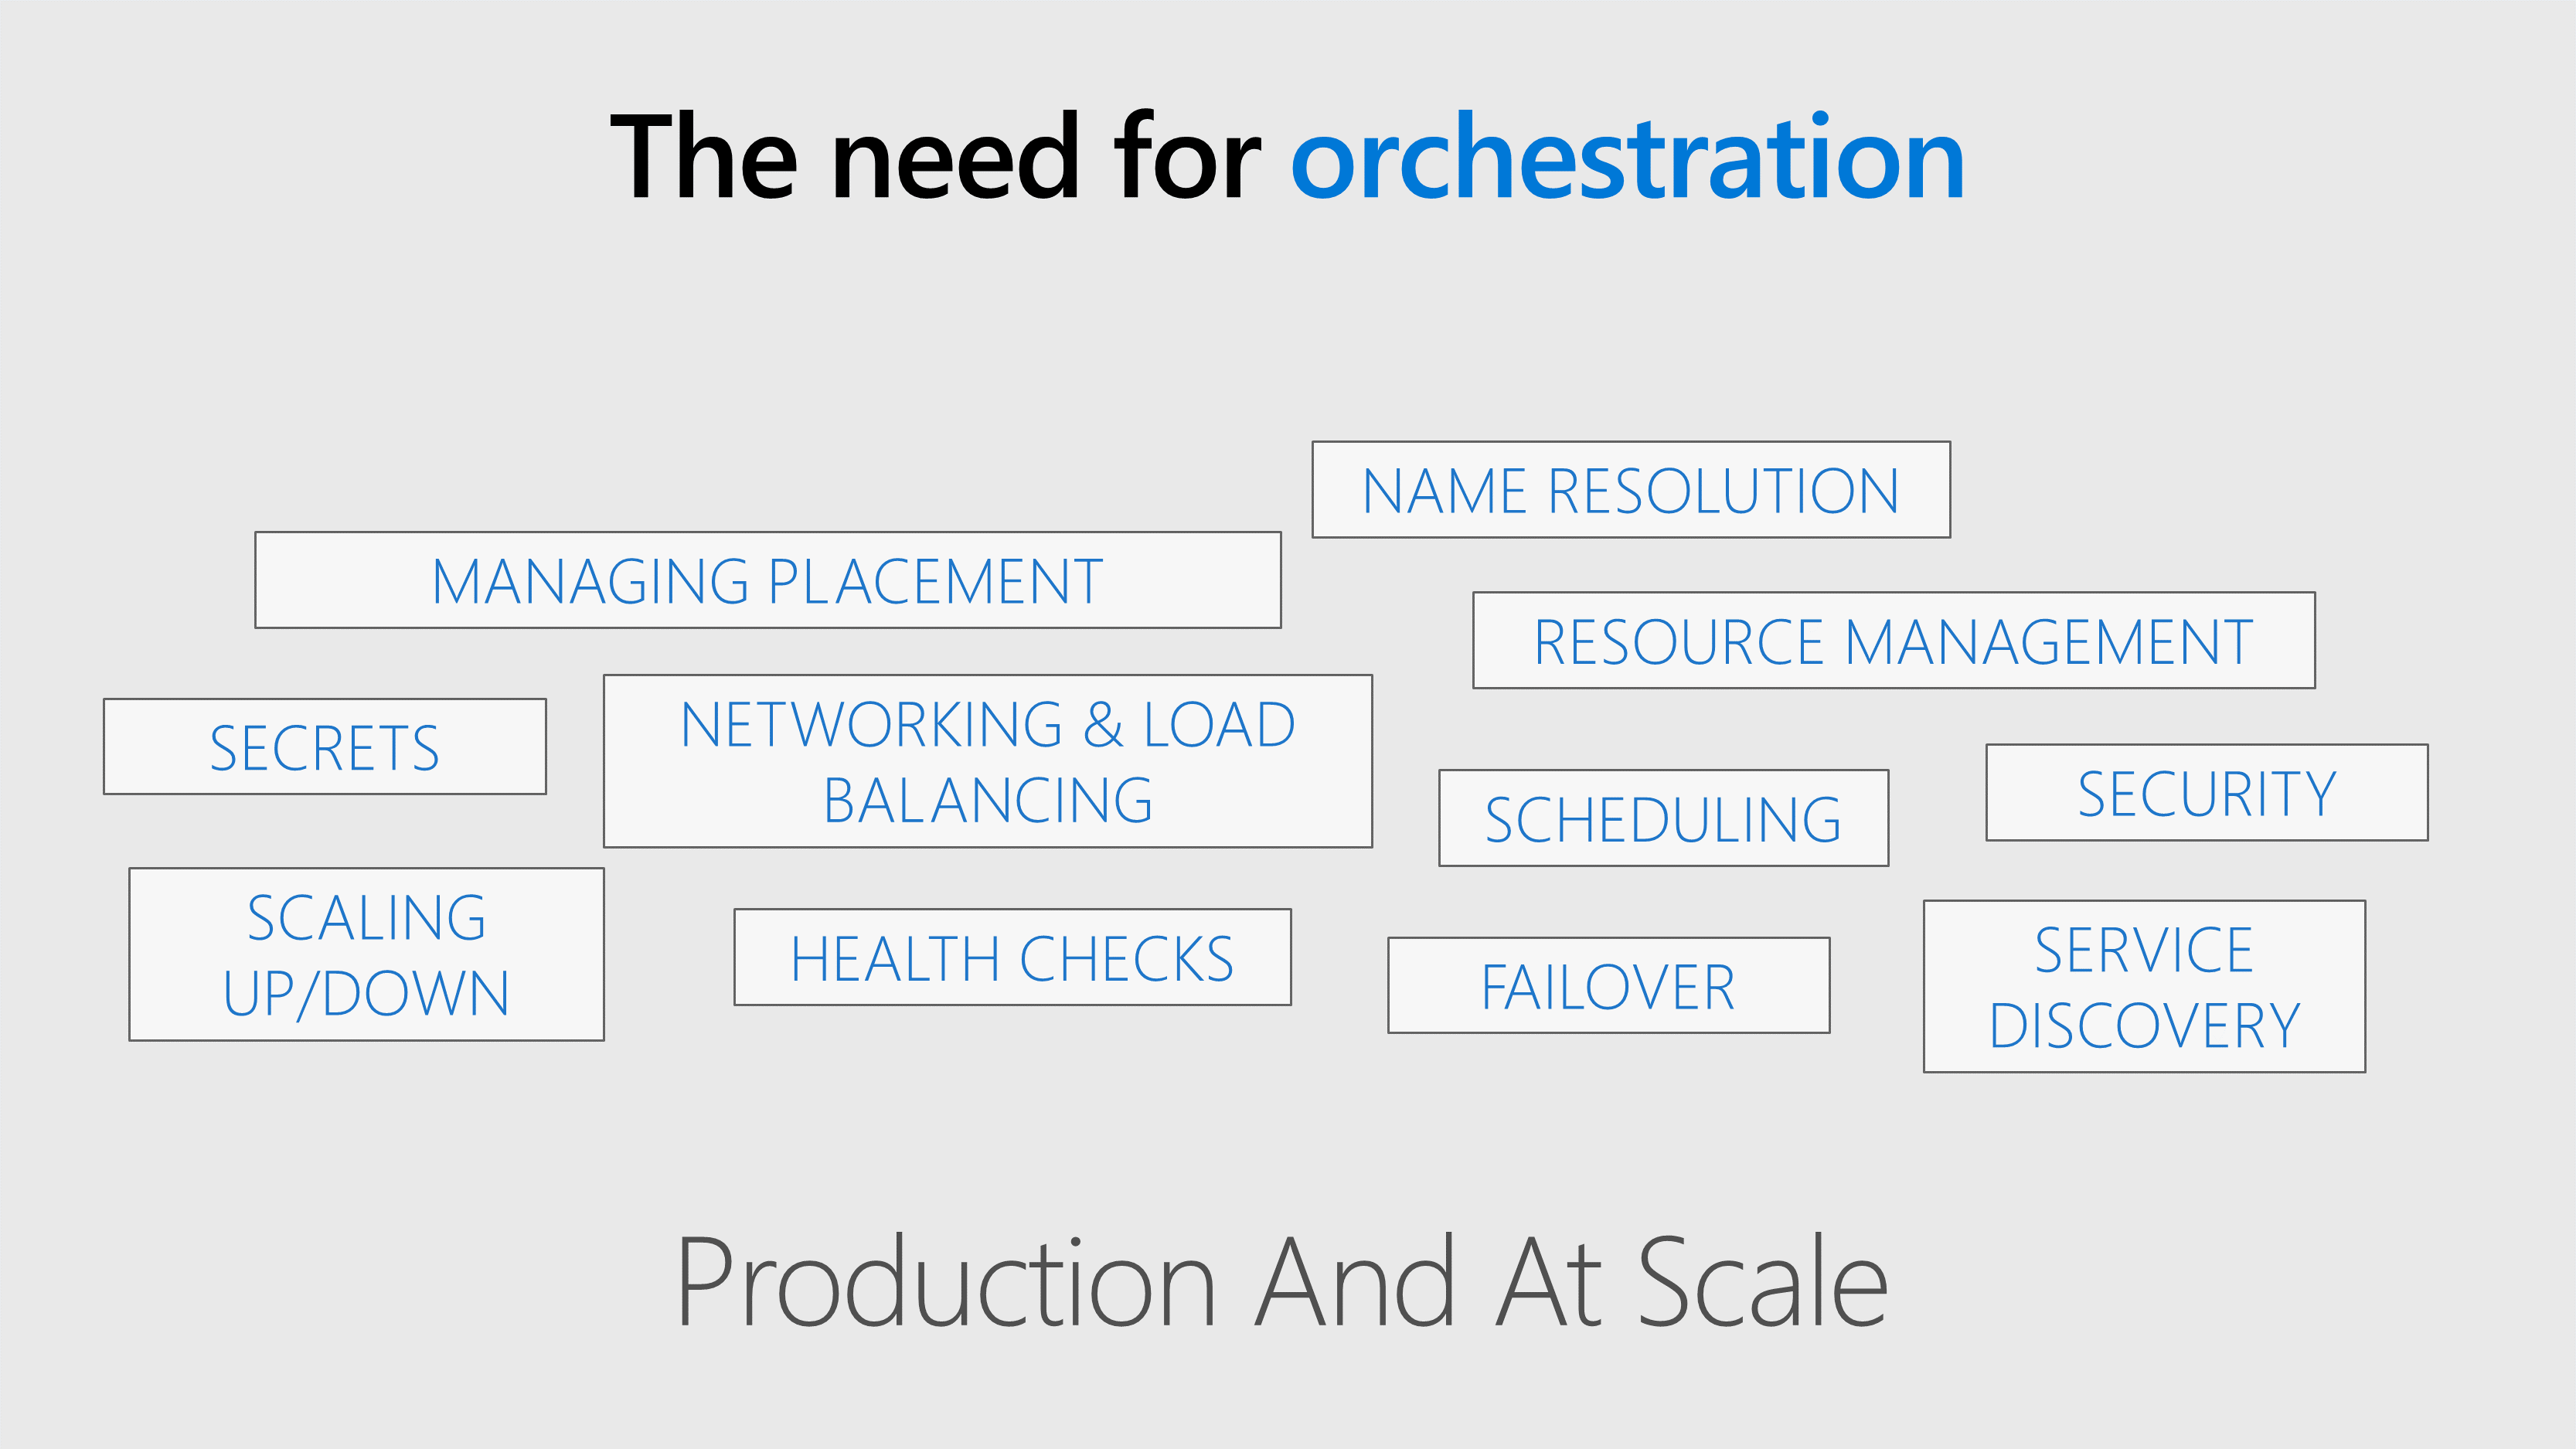 The need for orchestration
NAME RESOLUTION
MANAGING PLACEMENT
RESOURCE MANAGEMENT
SECRETS
NETWORKING & LOAD
BALANCING
SCHEDULING
SECURITY
SCALING
UP/DOWN
HEALTH CHECKS
FAILOVER
SERVICE
DISCOVERY
Production And At Scale